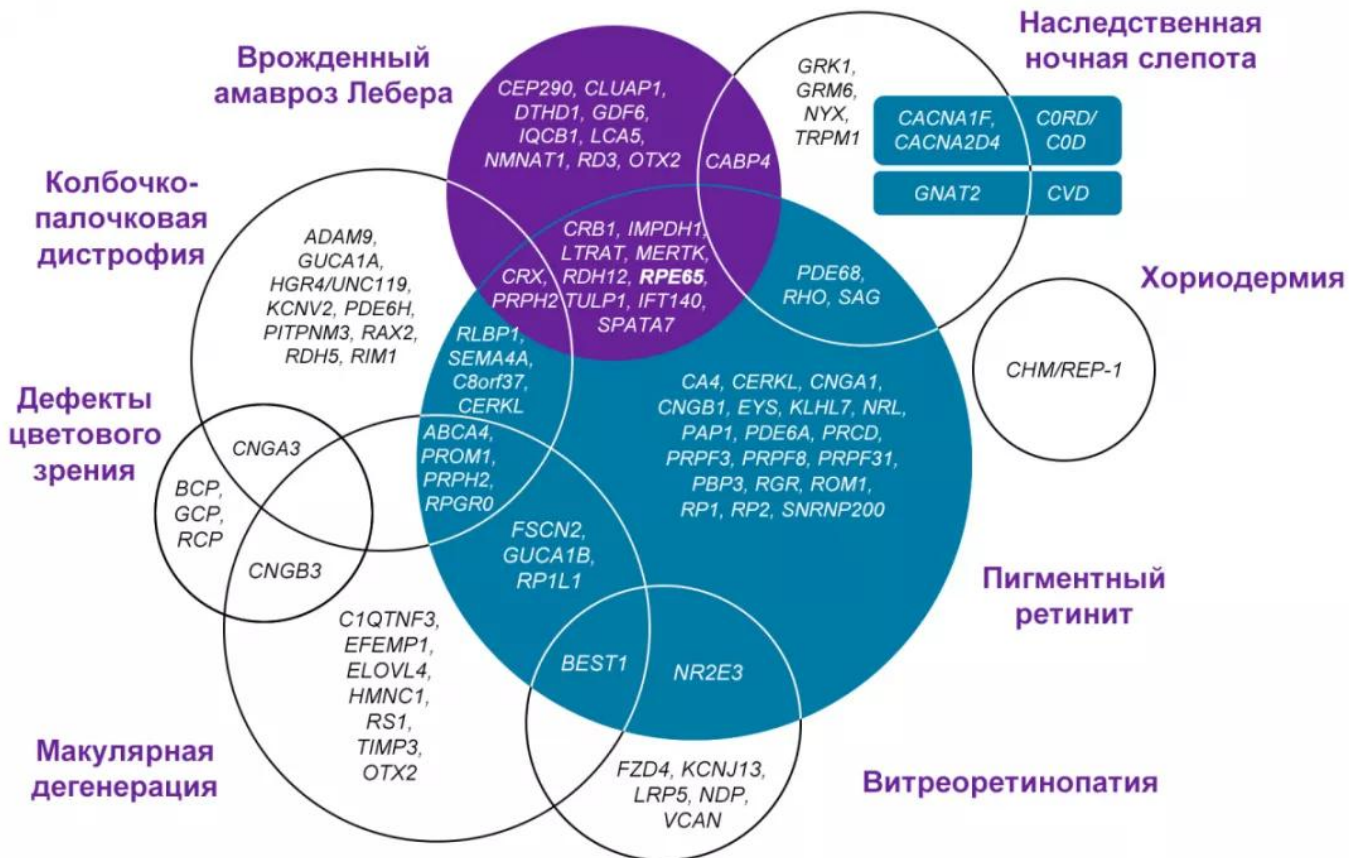 Врожденный
амавроз Лебера
CEP290, CLUAP1,
DTHD1, GDF6,
IQCB1, LCA5,
NMNAT1, RD3, OTX2
CABP4
GRK1,
GRM6,
NYX,
TRPM1
Наследственная
ночная слепота
CACNA1F,
CACNA2D4
C0RD/
C0D
GNAT2
CVD
Колбочко-
палочковая
дистрофия
ADAM9,
GUCA1A,
HGR4/UNC119,
KCNV2, PDE6H,
PITPNM3, RAX2,
RDH5, RIM1
CRX,
PRPH2
CRB1, IMPDH1,
LTRAT, MERTK,
RDH12, RPE65,
TULP1, IFT140,
SPATA7
PDE68,
RHO, SAG
Хориодермия
CHM/REP-1
RLBP1,
SEMA4A,
C8orf37,
CERKL
Дефекты
цветового
зрения
CNGA3
BCP,
GCP,
RCP
CNGB3
ABCA4,
PROM1,
PRPH2,
RPGR0
CA4, CERKL, CNGA1,
CNGB1, EYS, KLHL7, NRL,
PAP1, PDE6A, PRCD,
PRPF3, PRPF8, PRPF31,
PBP3, RGR, ROM1,
RP1, RP2, SNRNP200
FSCN2,
GUCA1B,
RP1L1
Пигментный
ретинит
C1QTNF3,
EFEMP1,
ELOVL4,
HMNC1,
RS1,
TIMP3,
OTX2
BEST1
NR2E3
Макулярная
дегенерация
FZD4, KCNJ13,
LRP5, NDP,
VCAN
Витреоретинопатия